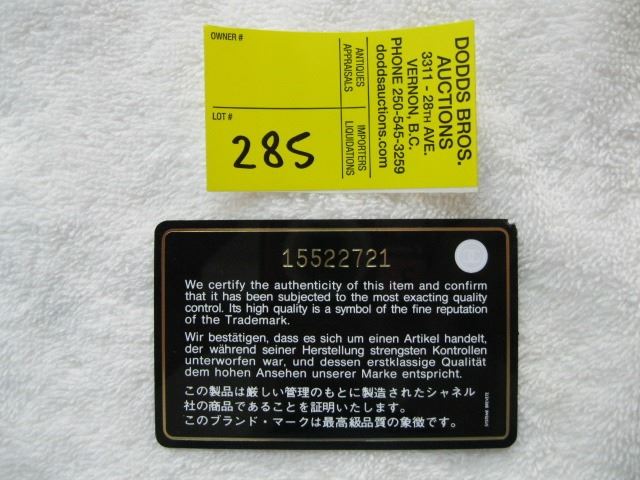 OWNER #
LOT #
285
ANTIQUES
APPRAISALS
IMPORTERS
LIQUIDATIONS
DODDS BROS.
AUCTIONS
3311 - 28TH AVE.
VERNON, B.C.
PHONE 250-545-3259
doddsauctions.com
15522721
We certify the authenticity of this item and confirm
that it has been subjected to the most exacting quality
control. Its high quality is a symbol of the fine reputation
of the Trademark.
Wir bestätigen, dass es sich um einen Artikel handelt,
der während seiner Herstellung strengsten Kontrollen
unterworfen war, und dessen erstklassige Qualität
dem hohen Ansehen unserer Marke entspricht.
この製品は厳しい管理のもとに製造されたシャネル
社の商品であることを証明いたします。
このブランド・マークは最高級品質の象徴です。